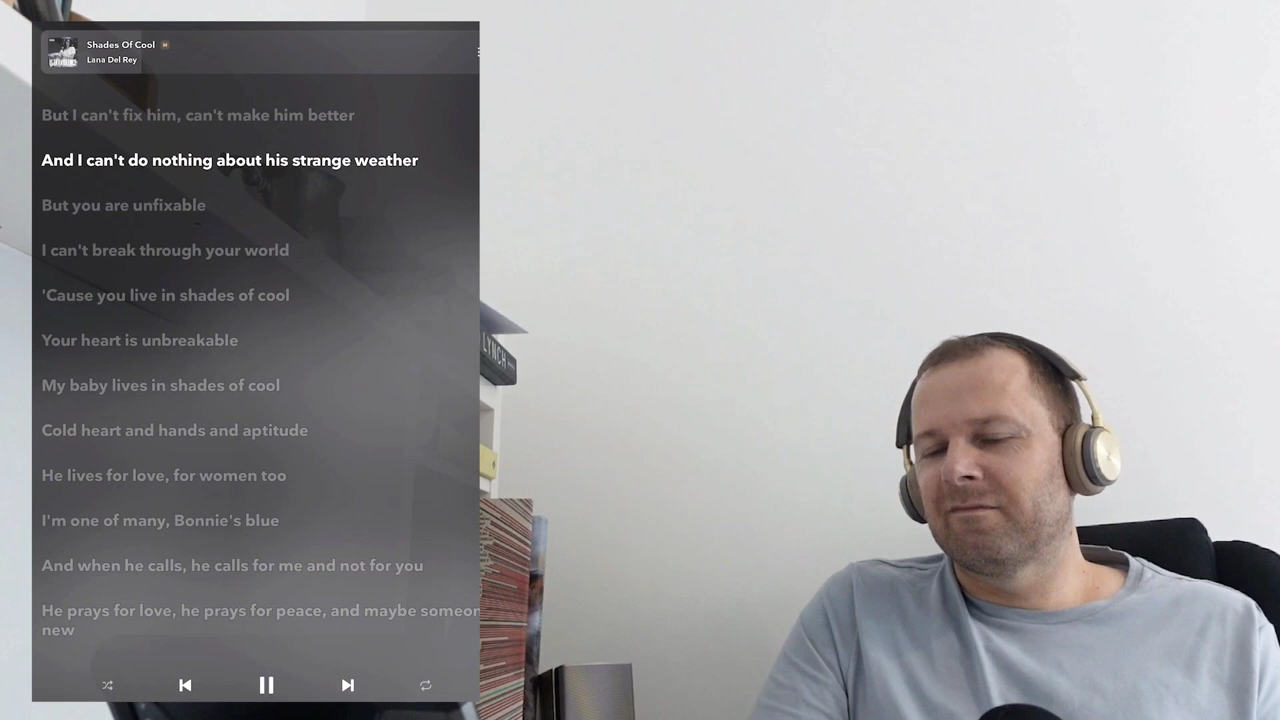 Shades Of Cool
Lana Del Rey
But I can't fix him, can't make him better
And I can't do nothing about his strange weather
But you are unfixable
I can't break through your world
'Cause you live in shades of cool
Your heart is unbreakable
My baby lives in shades of cool
Cold heart and hands and aptitude
He lives for love, for women too
I'm one of many, Bonnie's blue
And when he calls, he calls for me and not for you
He prays for love, he prays for peace, and maybe someon
new
LYNCH